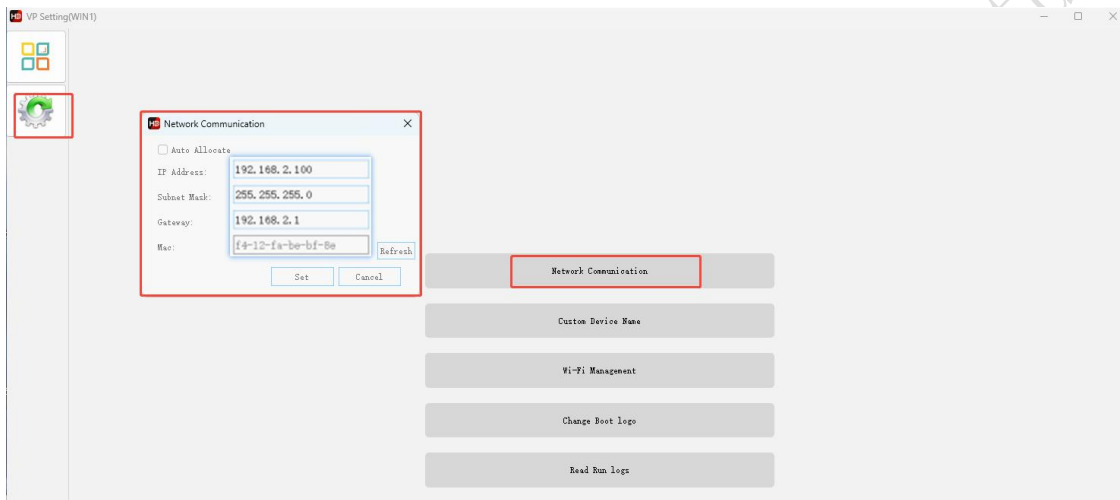 HD VP Setting(WIN1)
HD Network Communication
Auto Allocate
IP Address: 192.168.2.100
Subnet Mask: 255.255.255.0
Gateway: 192.168.2.1
Mac: f4-12-fa-be-bf-8e
Refresh
Set Cancel
Network Communication
Custom Device Name
Wi-Fi Management
Change Boot logo
Read Run logs